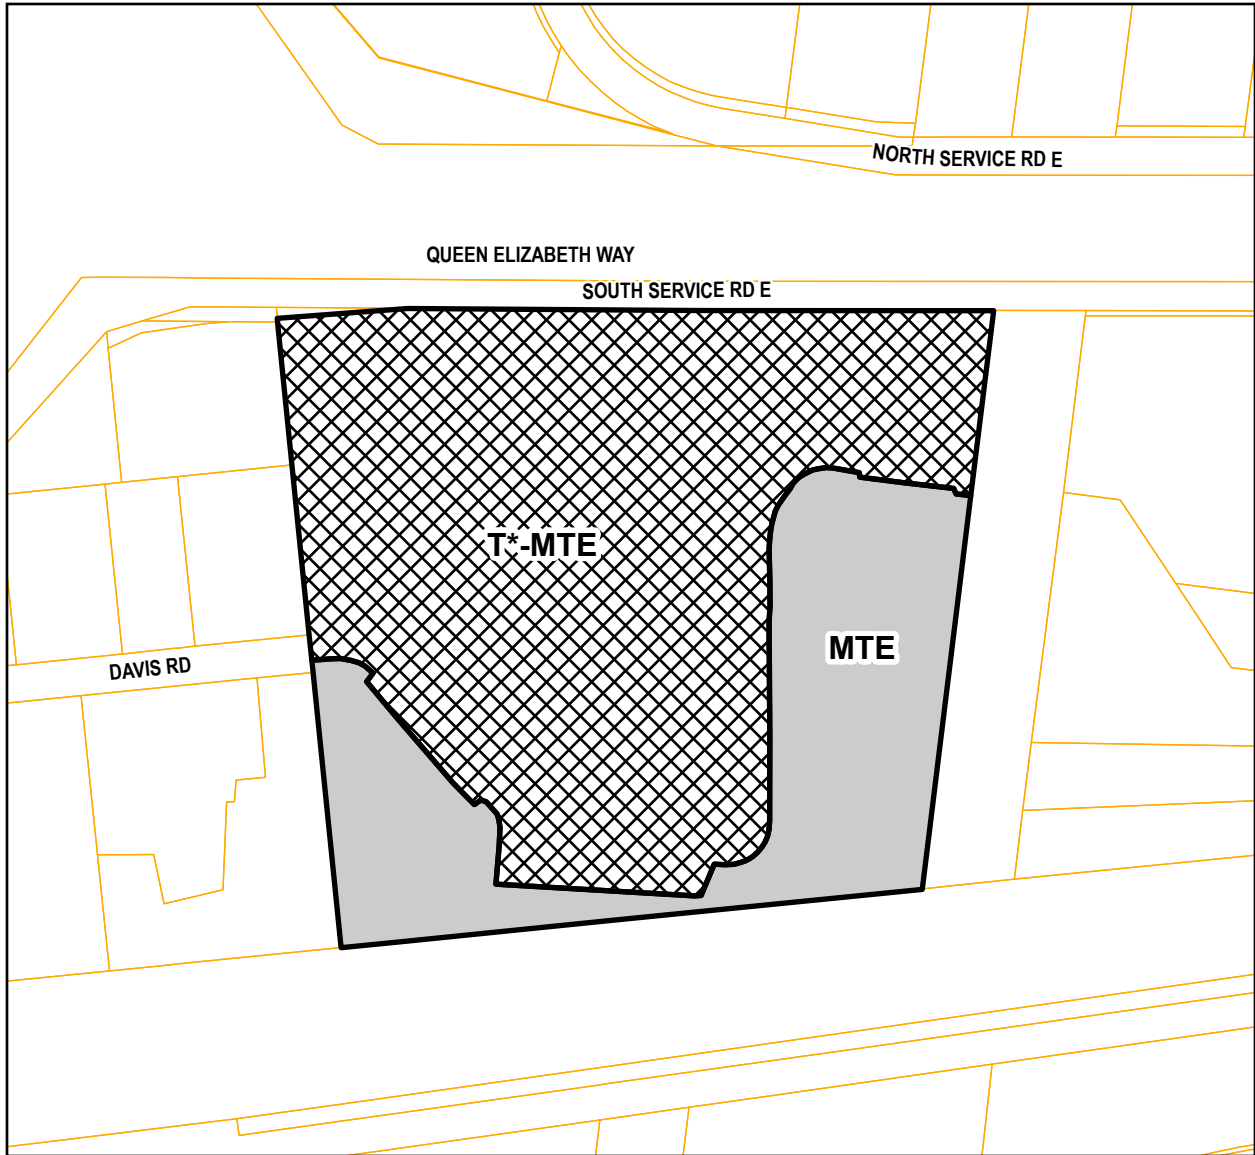 NORTH SERVICE RD E
QUEEN ELIZABETH WAY
SOUTH SERVICE RD E
T*-MTE
MTE
DAVIS RD